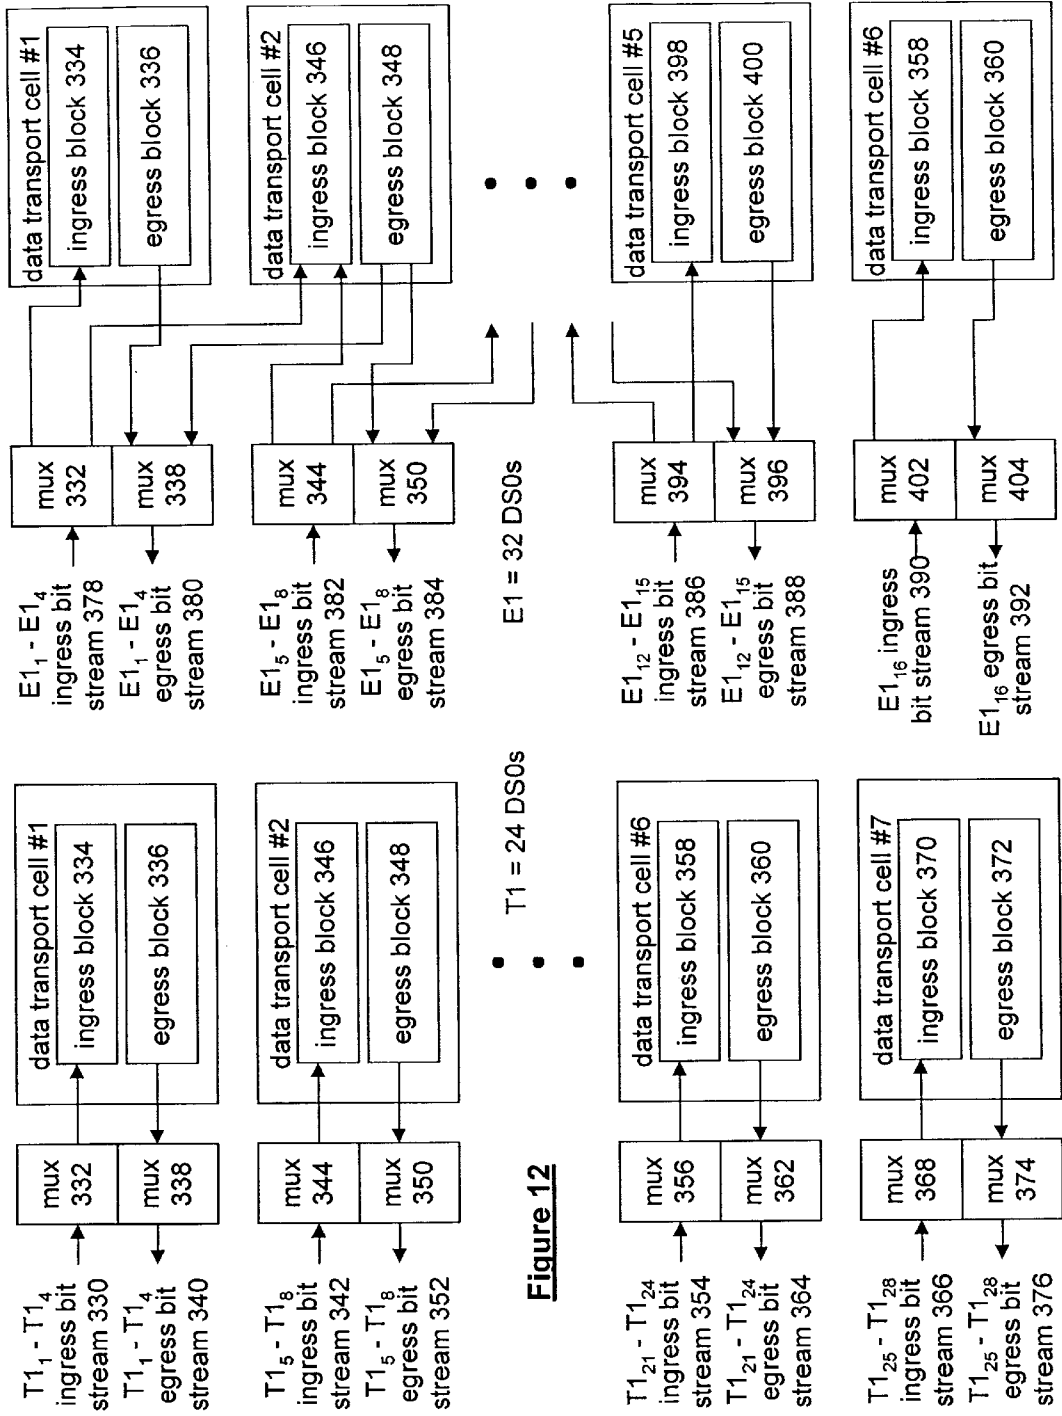 T1₁ - T1₄
ingress bit
stream 330
T1₁ - T1₄
egress bit
stream 340
mux
332
mux
338
data transport cell #1
ingress block 334
egress block 336
T1₅ - T1₈
ingress bit
stream 342
T1₅ - T1₈
egress bit
stream 352
mux
344
mux
350
data transport cell #2
ingress block 346
egress block 348
T1 = 24 DS0s
T1₂₁ - T1₂₄
ingress bit
stream 354
T1₂₁ - T1₂₄
egress bit
stream 364
mux
356
mux
362
data transport cell #6
ingress block 358
egress block 360
T1₂₅ - T1₂₈
ingress bit
stream 366
T1₂₅ - T1₂₈
egress bit
stream 376
mux
368
mux
374
data transport cell #7
ingress block 370
egress block 372
Figure 12
E1₁ - E1₄
ingress bit
stream 378
E1₁ - E1₄
egress bit
stream 380
mux
332
mux
338
data transport cell #1
ingress block 334
egress block 336
E1₅ - E1₈
ingress bit
stream 382
E1₅ - E1₈
egress bit
stream 384
mux
344
mux
350
data transport cell #2
ingress block 346
egress block 348
E1 = 32 DS0s
E1₁₂ - E1₁₅
ingress bit
stream 386
E1₁₂ - E1₁₅
egress bit
stream 388
mux
394
mux
396
data transport cell #5
ingress block 398
egress block 400
E1₁₆ ingress
bit stream 390
E1₁₆ egress bit
stream 392
mux
402
mux
404
data transport cell #6
ingress block 358
egress block 360